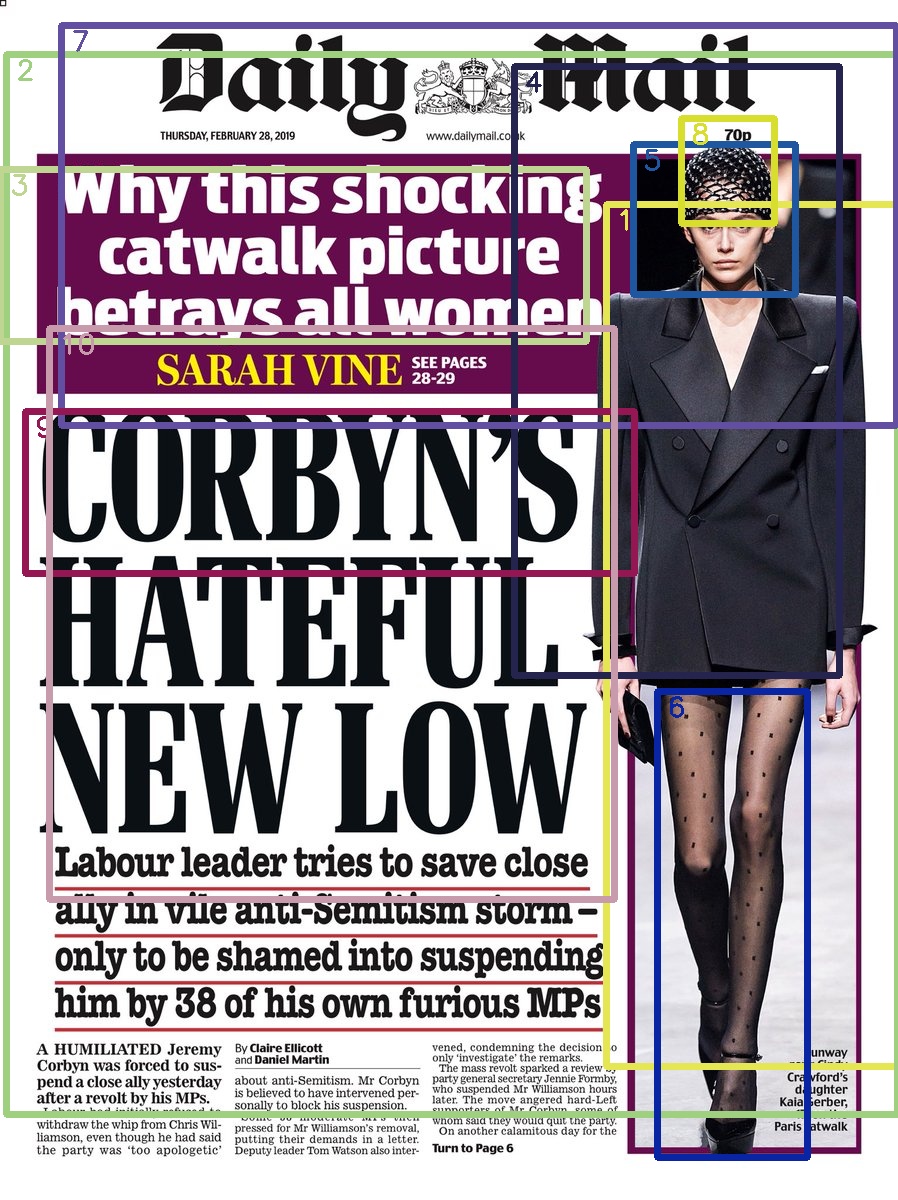 7
Daily Mail
2
4
THURSDAY, FEBRUARY 28, 2019
www.dailymail.co.uk
70p
8
5
3
1
Why this shocking
catwalk picture
betrays all women
10
SARAH VINE
SEE PAGES
28-29
9
CORBYN'S
HATEFUL
NEW LOW
6
Labour leader tries to save close
ally in vile anti-Semitism storm –
only to be shamed into suspending
him by 38 of his own furious MPs
A HUMILIATED Jeremy
Corbyn was forced to sus-
pend a close ally yesterday
after a revolt by his MPs.
Labour had initially refused to
withdraw the whip from Chris Wil-
liamson, even though he had said
the party was 'too apologetic'
By Claire Ellicott
and Daniel Martin
about anti-Semitism. Mr Corbyn
is believed to have intervened per-
sonally to block his suspension.
Some 38 moderate MPs
pressed for Mr Williamson's removal,
putting their demands in a letter.
Deputy leader Tom Watson also inter-
vened, condemning the decision to
only 'investigate' the remarks.
The mass revolt sparked a review by
party general secretary Jennie Formby,
who suspended Mr Williamson hours
later. The move angered hard-Left
supporters of Mr Corbyn, some of
whom said they would quit the party.
On another calamitous day for the
Turn to Page 6
Cindy
Crawford's
daughter
Kaia Gerber,
Paris catwalk